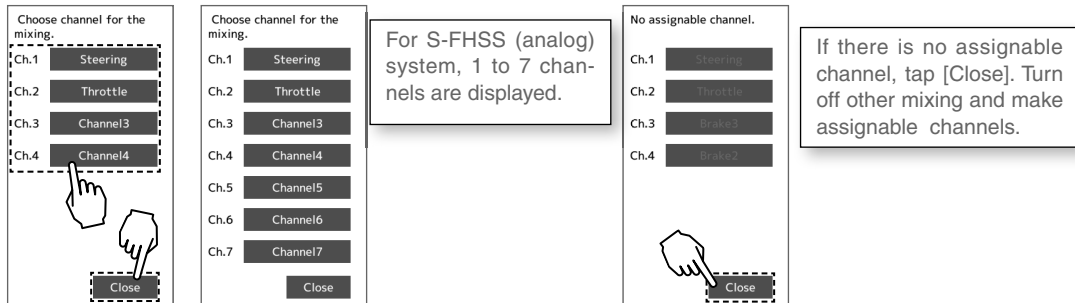 Choose channel for the
mixing.
Ch.1 Steering
Ch.2 Throttle
Ch.3 Channel3
Ch.4 Channel4
Close
Choose channel for the
mixing.
Ch.1 Steering
Ch.2 Throttle
Ch.3 Channel3
Ch.4 Channel4
Ch.5 Channel5
Ch.6 Channel6
Ch.7 Channel7
Close
For S-FHSS (analog)
system, 1 to 7 chan-
nels are displayed.
No assignable channel.
Ch.1 Steering
Ch.2 Throttle
Ch.3 Brake3
Ch.4 Brake2
Close
If there is no assignable
channel, tap [Close]. Turn
off other mixing and make
assignable channels.